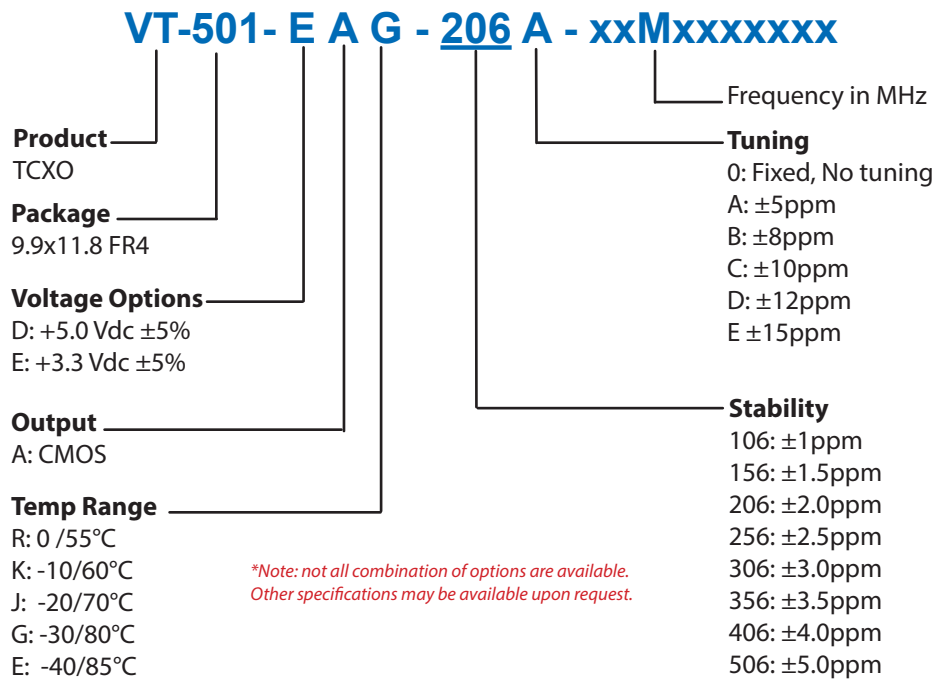 VT-501- E A G - 206 A - xxMxxxxxxx
Product
TCXO
Package
9.9x11.8 FR4
Voltage Options
D: +5.0 Vdc ±5%
E: +3.3 Vdc ±5%
Output
A: CMOS
Temp Range
R: 0 /55°C
K: -10/60°C
J: -20/70°C
G: -30/80°C
E: -40/85°C
*Note: not all combination of options are available.
Other specifications may be available upon request.
Frequency in MHz
Tuning
0: Fixed, No tuning
A: ±5ppm
B: ±8ppm
C: ±10ppm
D: ±12ppm
E ±15ppm
Stability
106: ±1ppm
156: ±1.5ppm
206: ±2.0ppm
256: ±2.5ppm
306: ±3.0ppm
356: ±3.5ppm
406: ±4.0ppm
506: ±5.0ppm